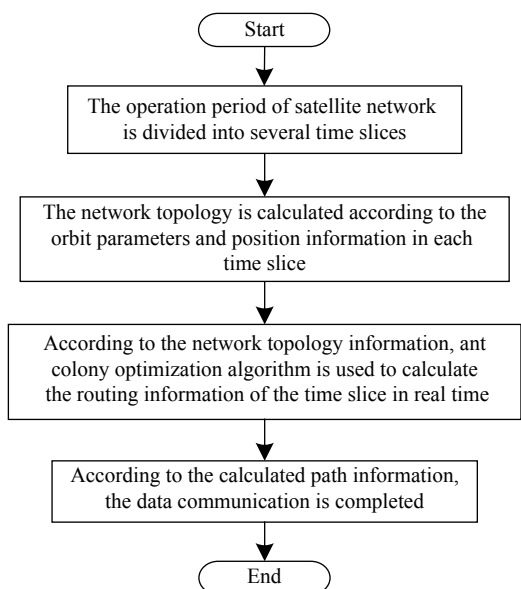 Start
The operation period of satellite network
is divided into several time slices
The network topology is calculated according to the
orbit parameters and position information in each
time slice
According to the network topology information, ant
colony optimization algorithm is used to calculate
the routing information of the time slice in real time
According to the calculated path information,
the data communication is completed
End